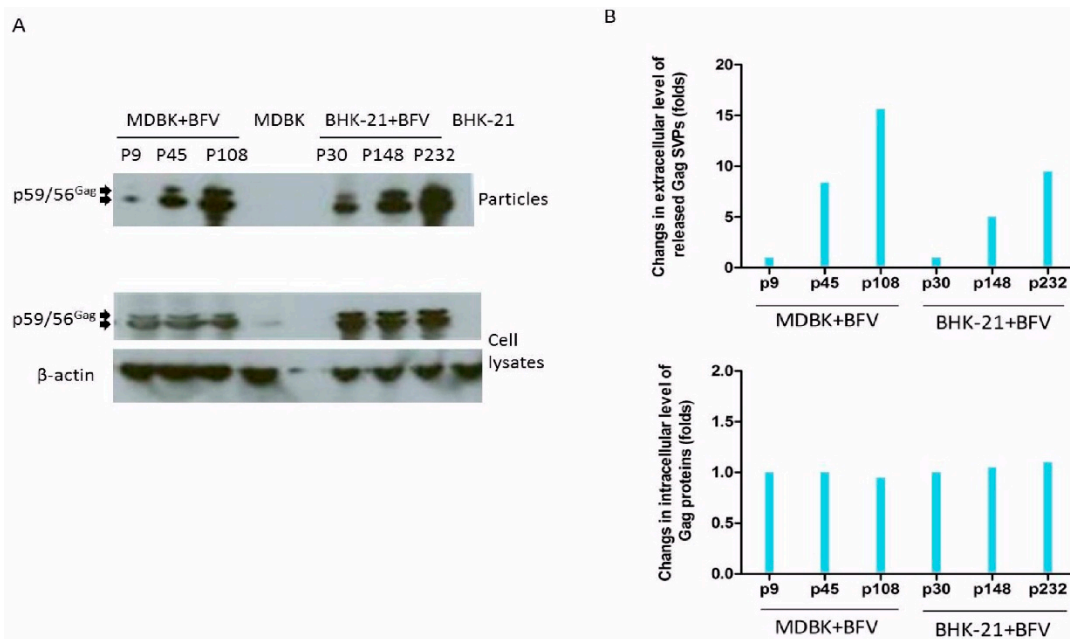 A
MDBK+BFV MDBK BHK-21+BFV BHK-21
P9 P45 P108 P30 P148 P232
p59/56Gag
Particles
p59/56Gag
Cell
lysates
β-actin
B
Changs in extracellular level of
released Gag SVPs (folds)
20
15
10
5
0
p9 p45 p108 p30 p148 p232
MDBK+BFV BHK-21+BFV
Changs in intracellular level of
Gag proteins (folds)
2.0
1.5
1.0
0.5
0.0
p9 p45 p108 p30 p148 p232
MDBK+BFV BHK-21+BFV